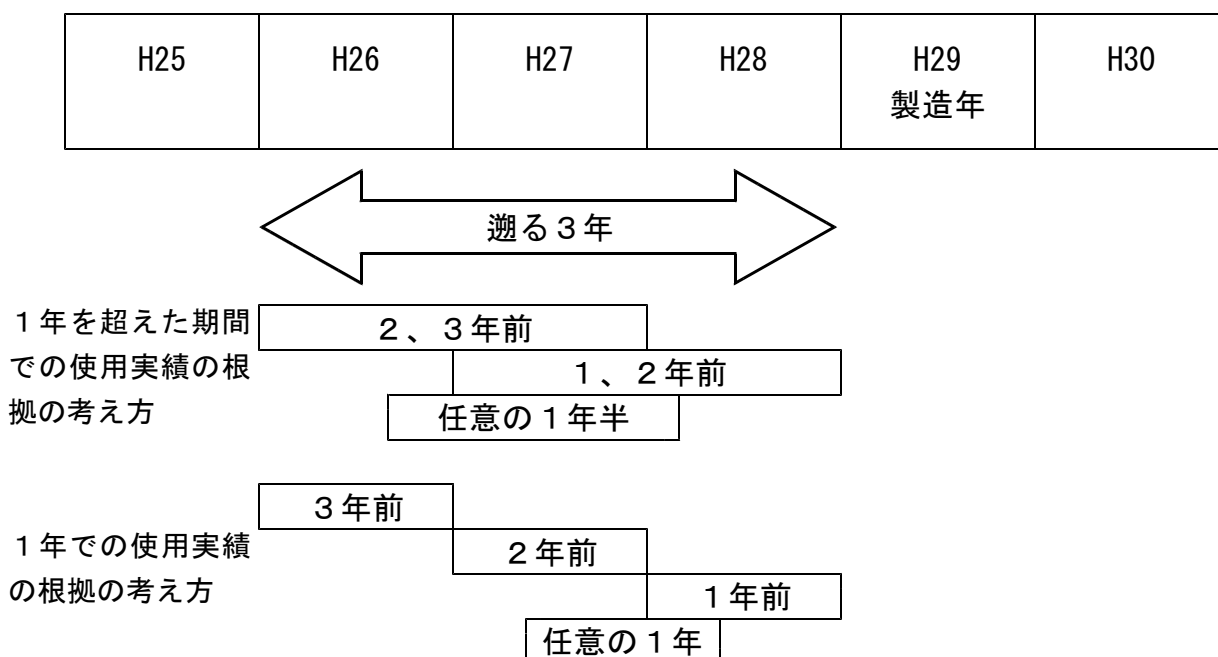 H25 H26 H27 H28 H29 H30
製造年
遡る３年
１年を超えた期間
での使用実績の根
拠の考え方
２、３年前
１、２年前
任意の１年半
３年前
１年での使用実績
の根拠の考え方
２年前
１年前
任意の１年